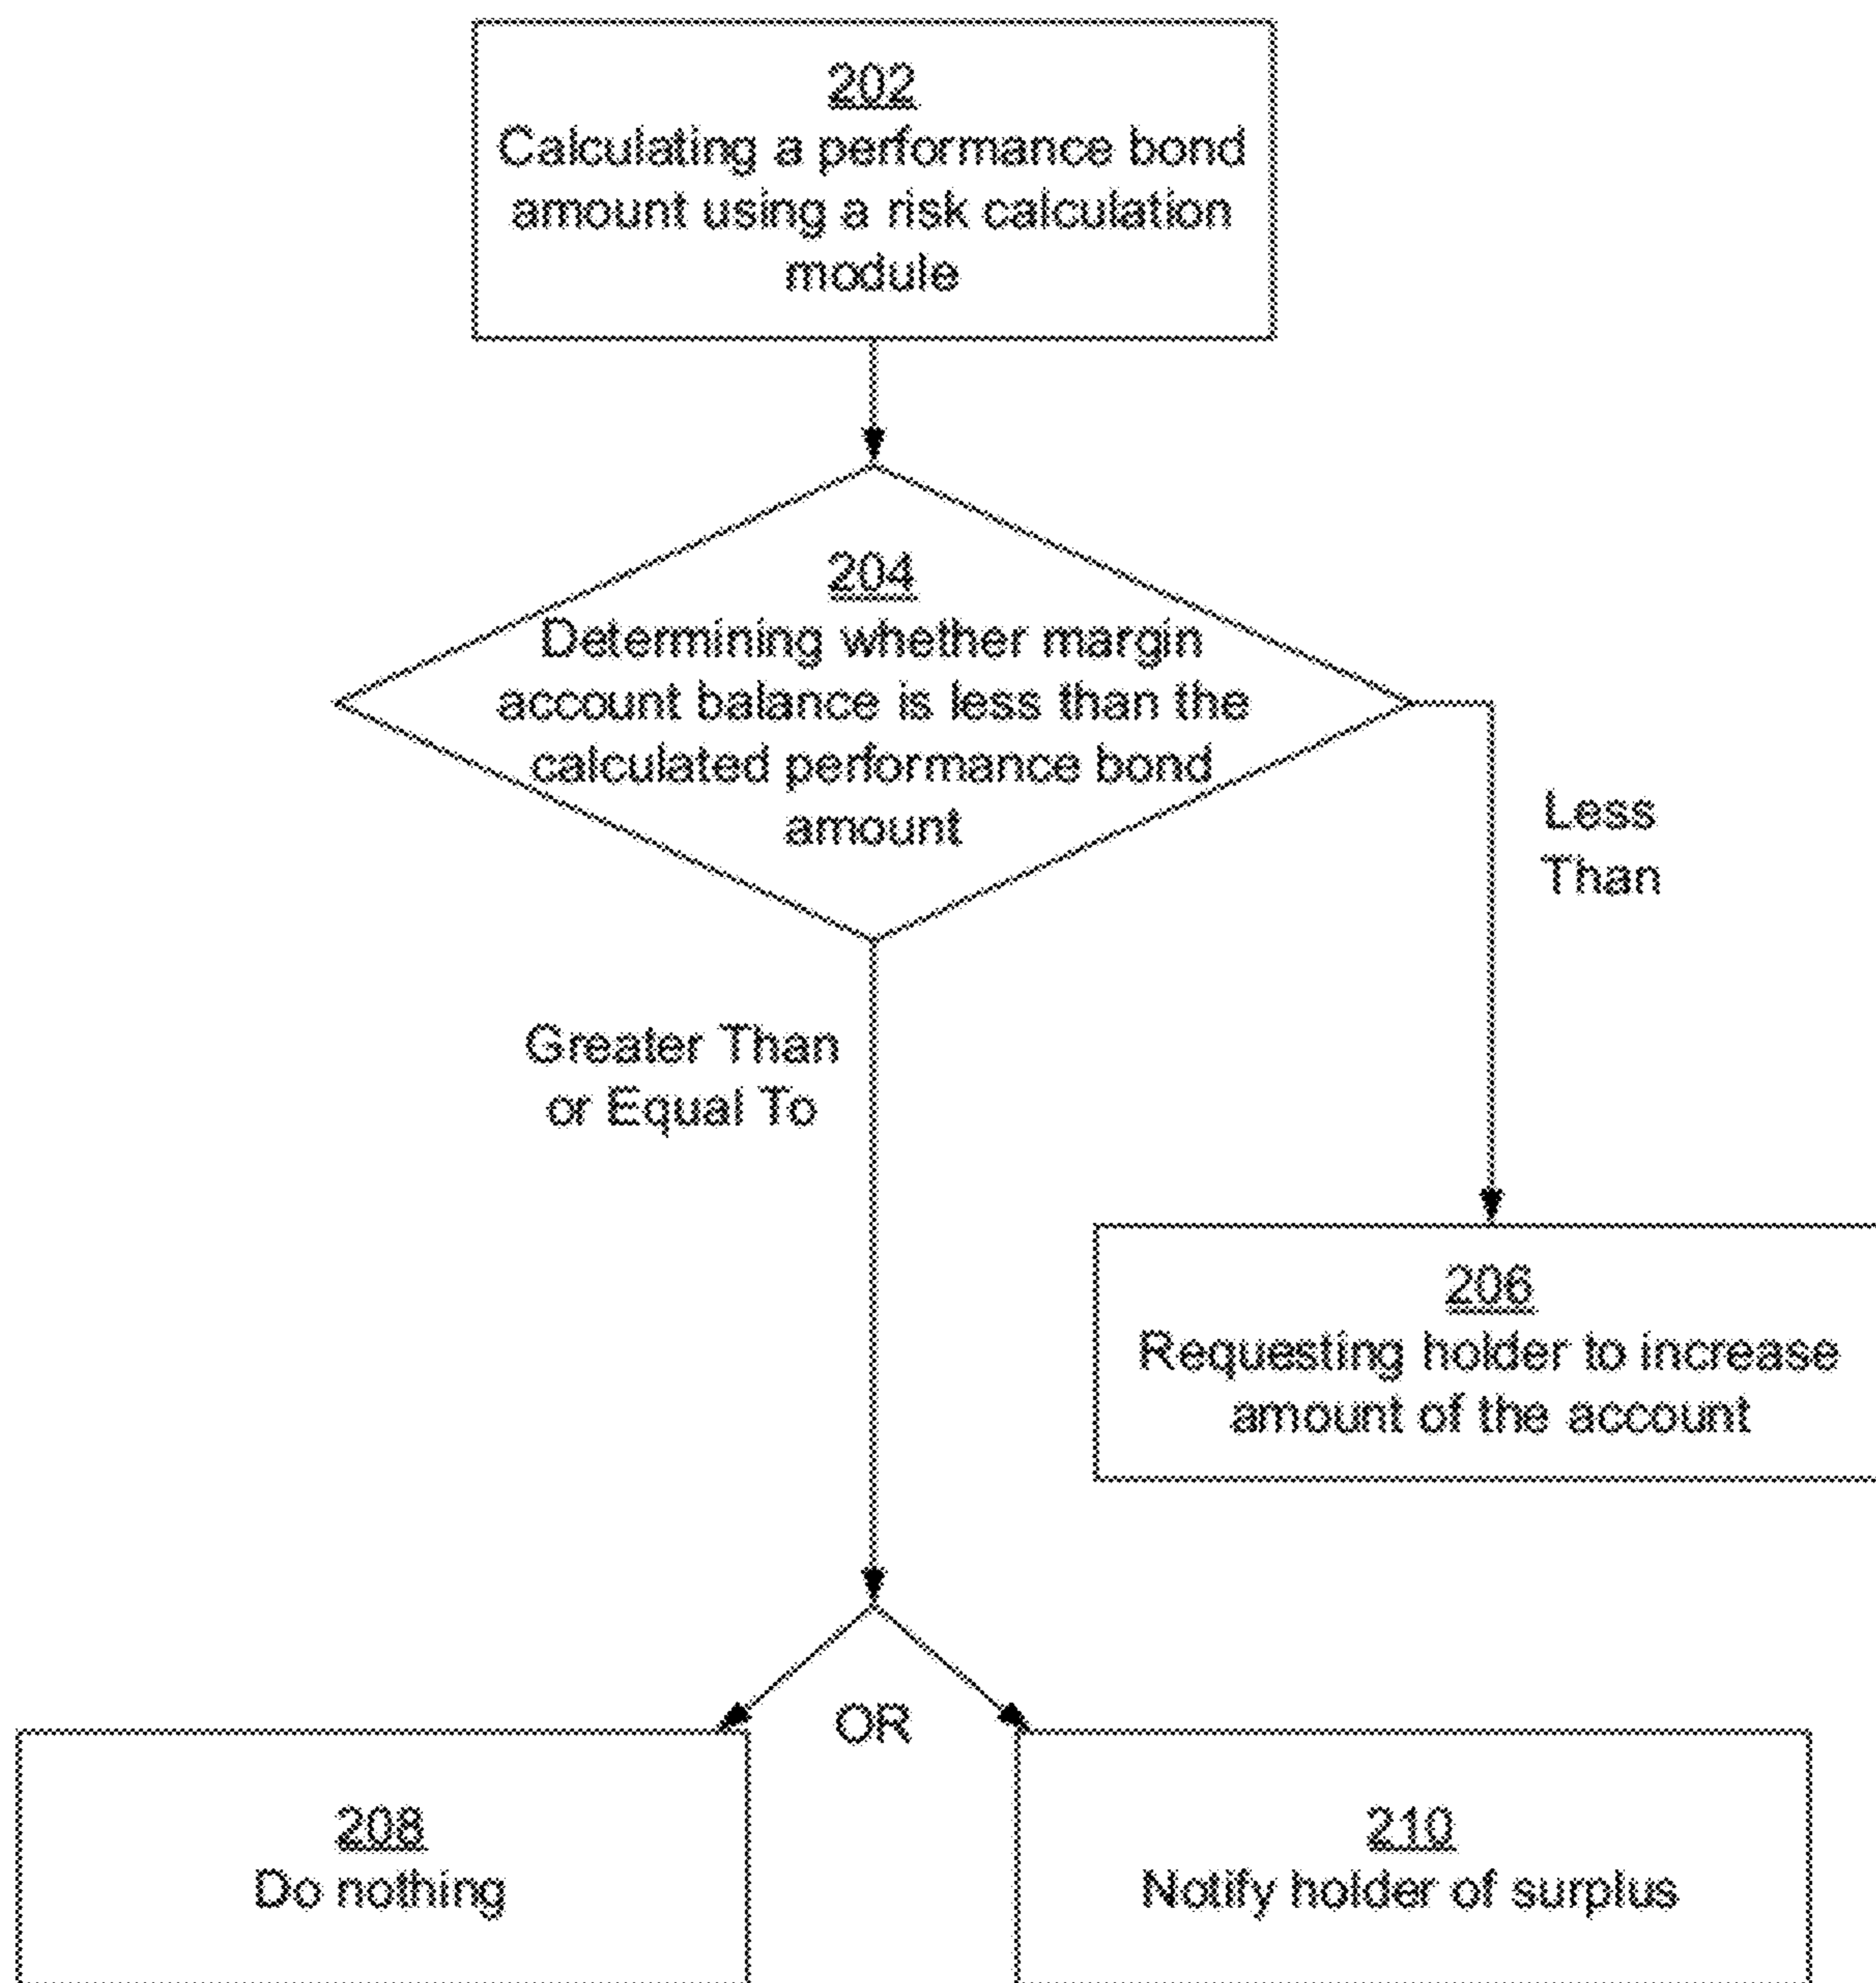 202
Calculating a performance bond
amount using a risk calculation
module
204
Determining whether margin
account balance is less than the
calculated performance bond
amount
Less
Than
Greater Than
or Equal To
206
Requesting holder to increase
amount of the account
OR
208
Do nothing
210
Notify holder of surplus